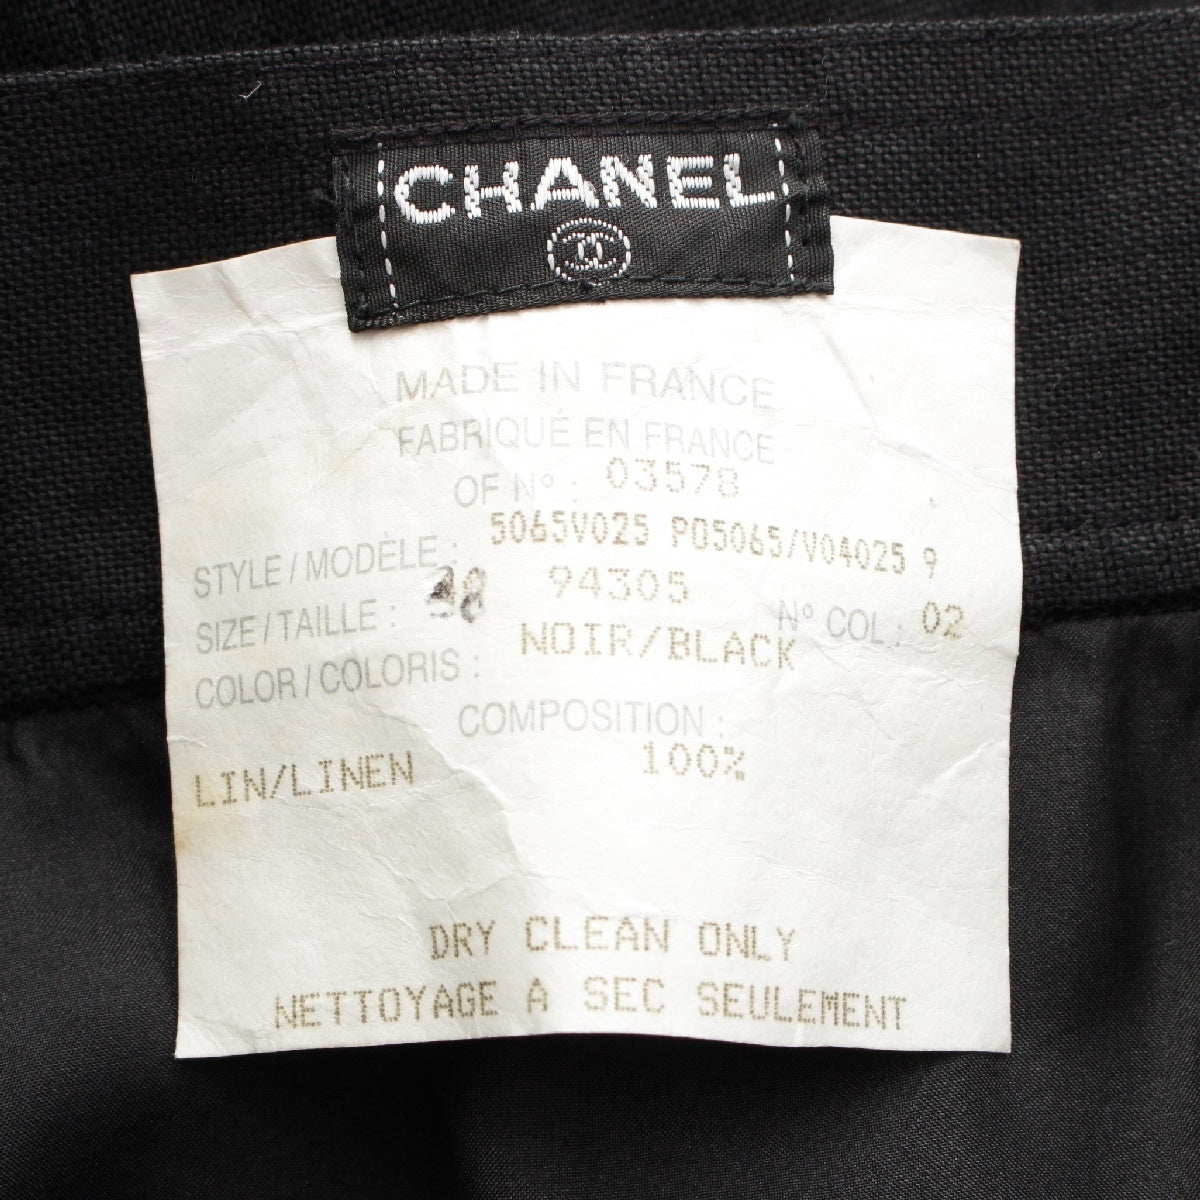 CHANEL
MADE IN FRANCE
FABRIQUÉ EN FRANCE
OF N° : 03578
STYLE / MODÈLE : 5065V025 P05065/V04025 9
SIZE / TAILLE : 38 94305 N° COL : 02
COLOR / COLORIS : NOIR/BLACK
COMPOSITION :
LIN/LINEN 100%
DRY CLEAN ONLY
NETTOYAGE A SEC SEULEMENT